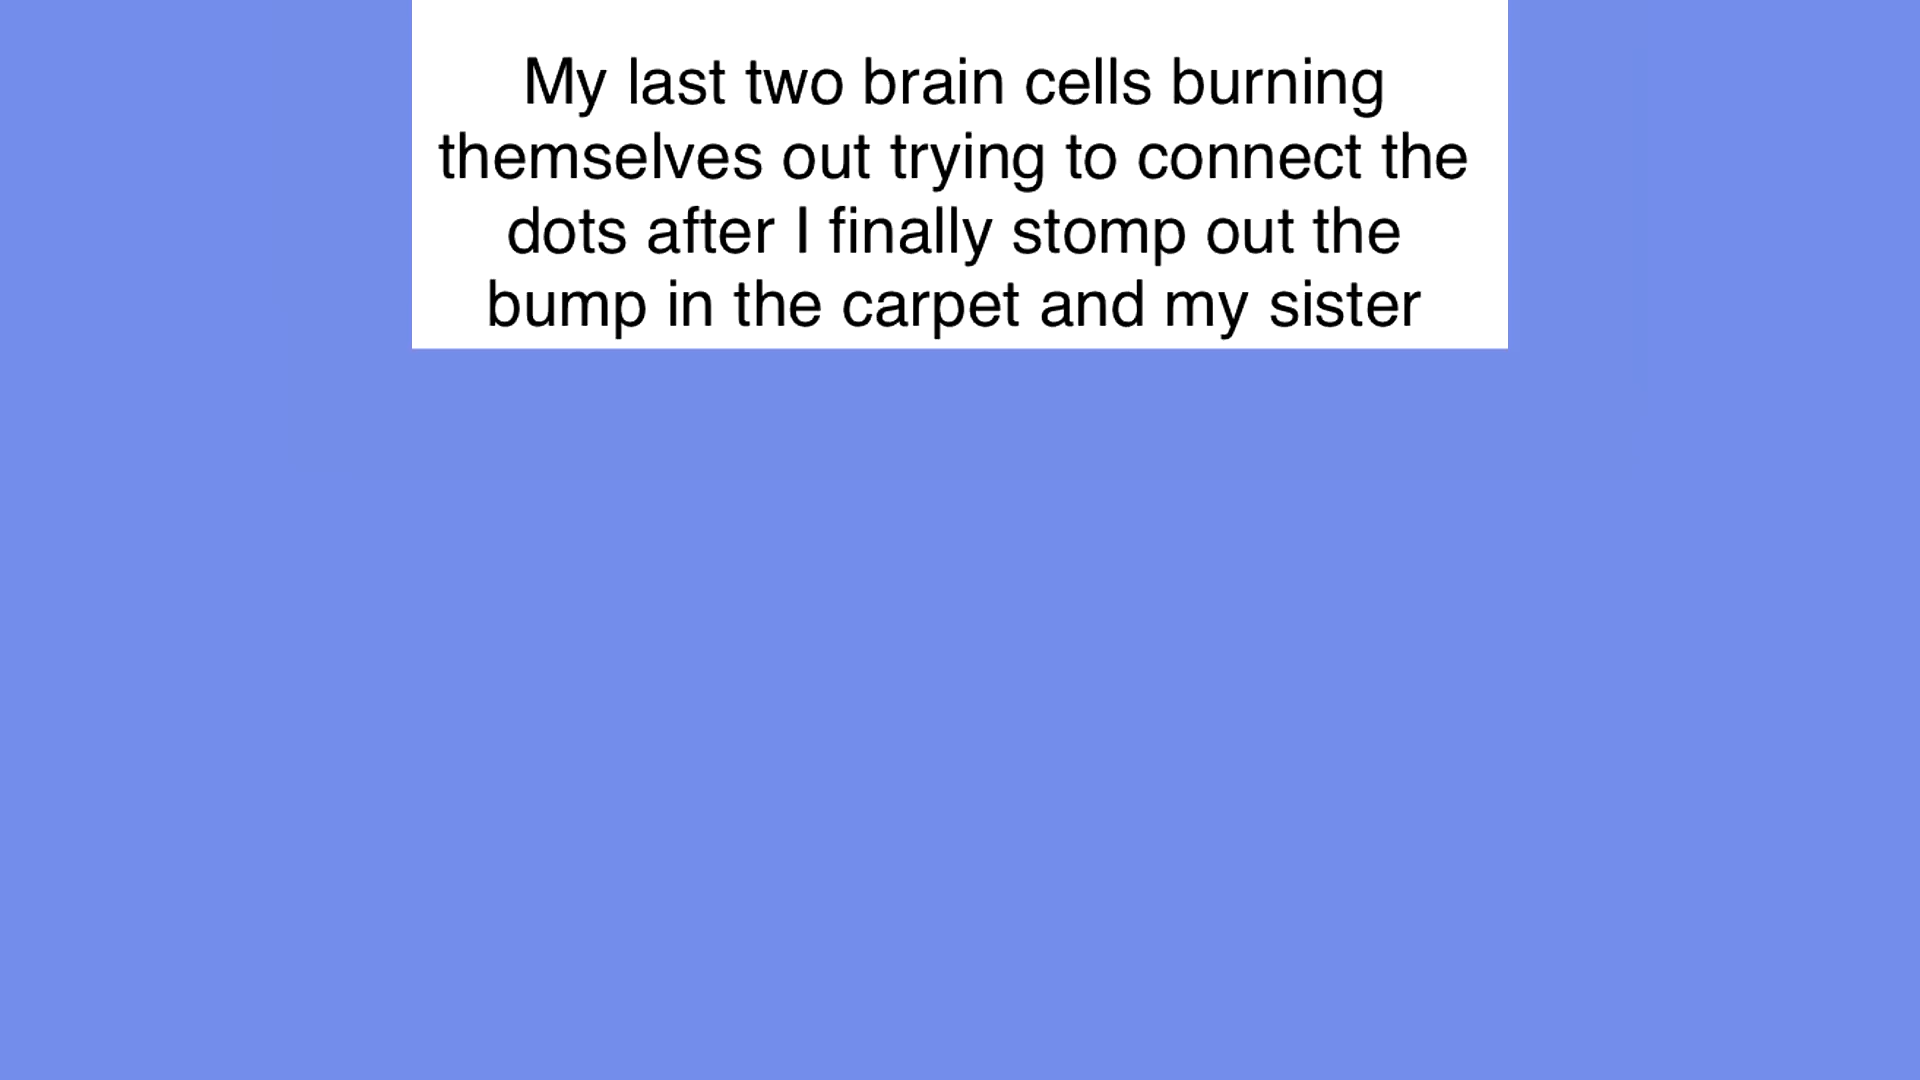 My last two brain cells burning
themselves out trying to connect the
dots after I finally stomp out the
bump in the carpet and my sister